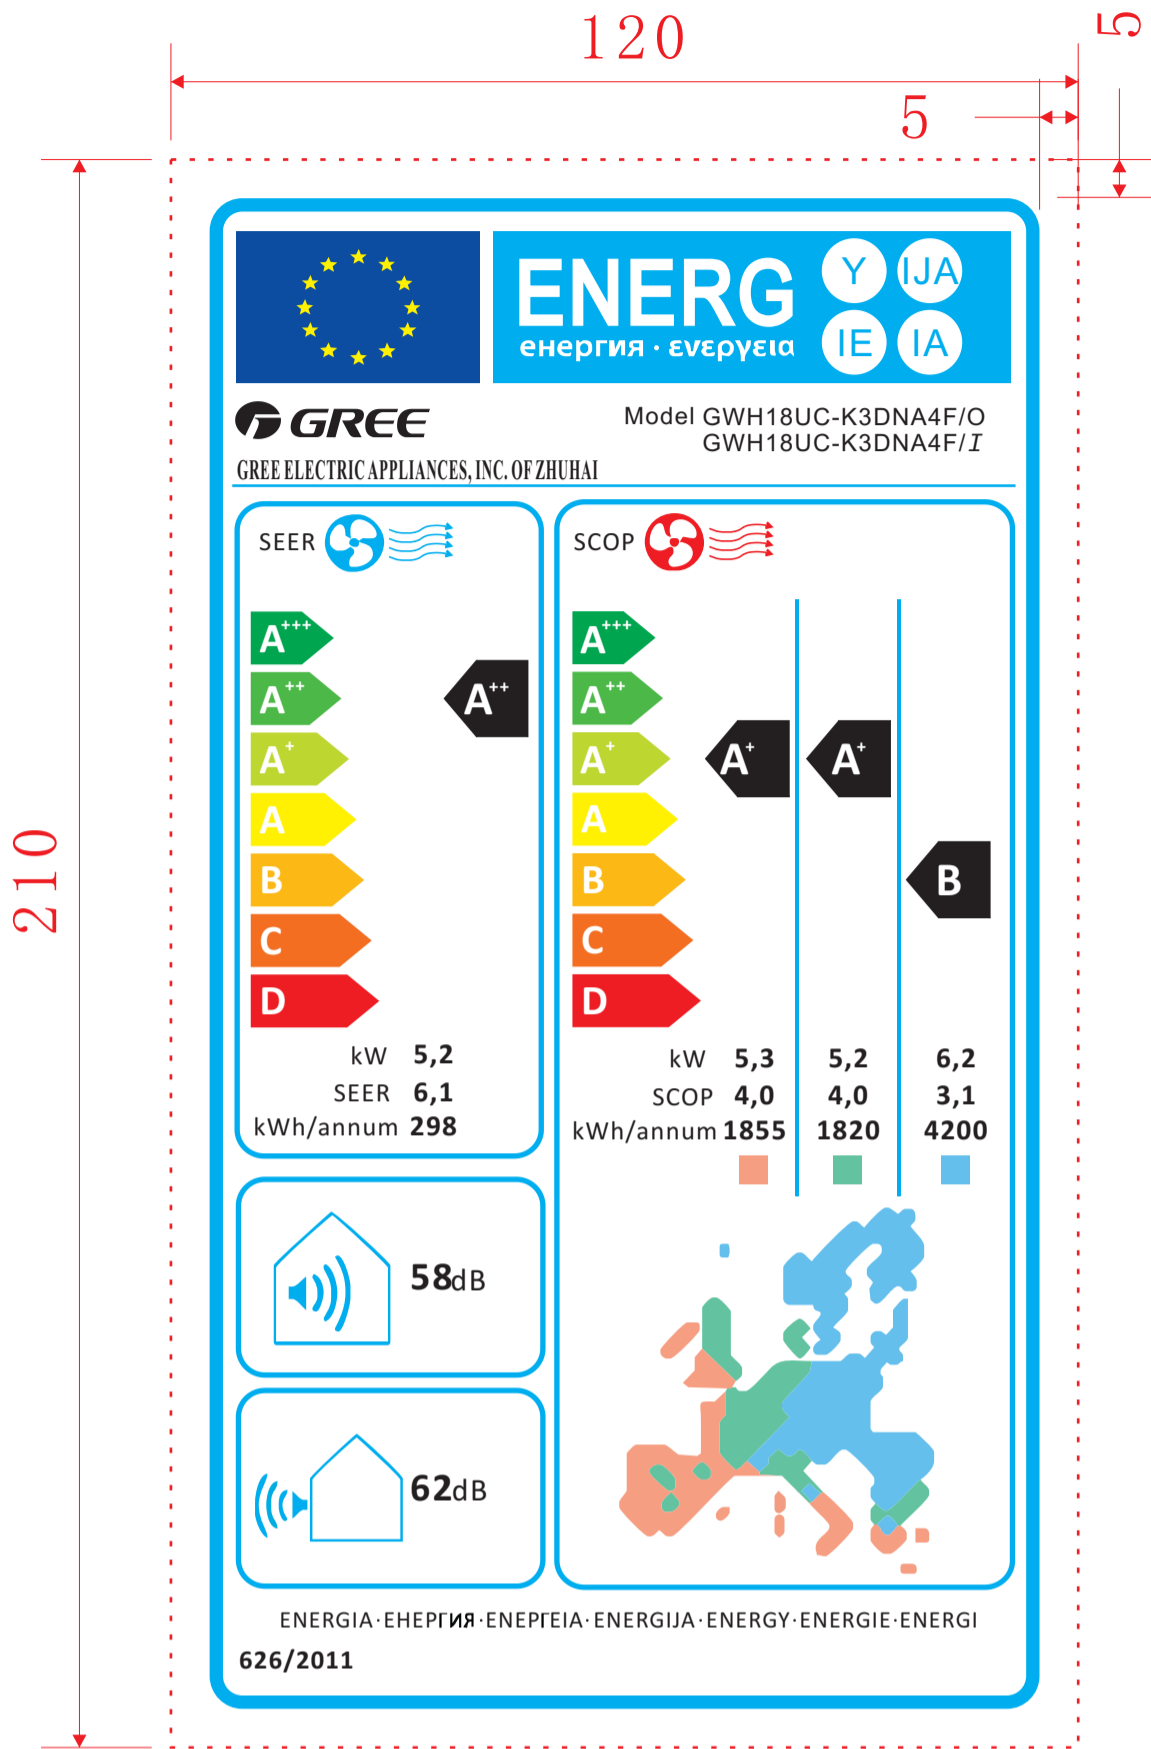 120
5
5
210
ENERG
енергия · ενεργεια
Y
IJA
IE
IA
GREE
Model GWH18UC-K3DNA4F/O
GWH18UC-K3DNA4F/I
GREE ELECTRIC APPLIANCES, INC. OF ZHUHAI
SEER
A+++
A++
A+
A
B
C
D
A++
kW 5,2
SEER 6,1
kWh/annum 298
SCOP
A+++
A++
A+
A
B
C
D
A+
A+
B
kW 5,3 5,2 6,2
SCOP 4,0 4,0 3,1
kWh/annum 1855 1820 4200
58dB
62dB
ENERGIA·ЕНЕРГИЯ·ΕΝΕΡΓΕΙΑ·ENERGIJA·ENERGY·ENERGIE·ENERGI
626/2011